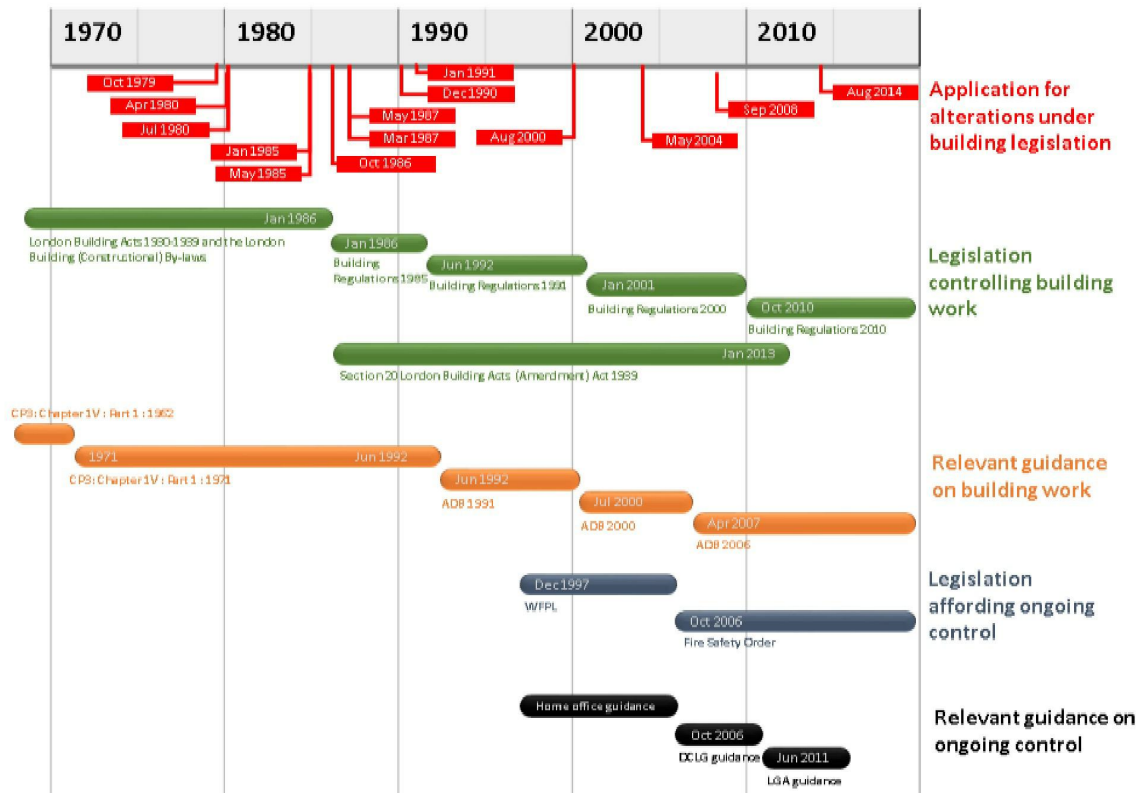 1970 1980 1990 2000 2010
Oct 1979
Apr 1980
Jul 1980
Jan 1985
May 1985
Oct 1986
Mar 1987
May 1987
Dec 1990
Jan 1991
Aug 2000
May 2004
Sep 2008
Aug 2014
Application for
alterations under
building legislation
Jan 1986
London Building Acts 1930-1939 and the London
Building (Constructional) By-laws
Jan 1986
Building
Regulations 1985
Jun 1992
Building Regulations 1991
Jan 2001
Building Regulations 2000
Oct 2010
Building Regulations 2010
Jan 2013
Section 20 London Building Acts (Amendment) Act 1939
Legislation
controlling building
work
CP3: Chapter 1V : Part 1 : 1962
1971 Jun 1992
CP3: Chapter 1V : Part 1 : 1971
Jun 1992
ADB 1991
Jul 2000
ADB 2000
Apr 2007
ADB 2006
Relevant guidance
on building work
Dec 1997
WFPL
Oct 2006
Fire Safety Order
Legislation
affording ongoing
control
Home office guidance
Oct 2006
DCLG guidance
Jun 2011
LGA guidance
Relevant guidance on
ongoing control